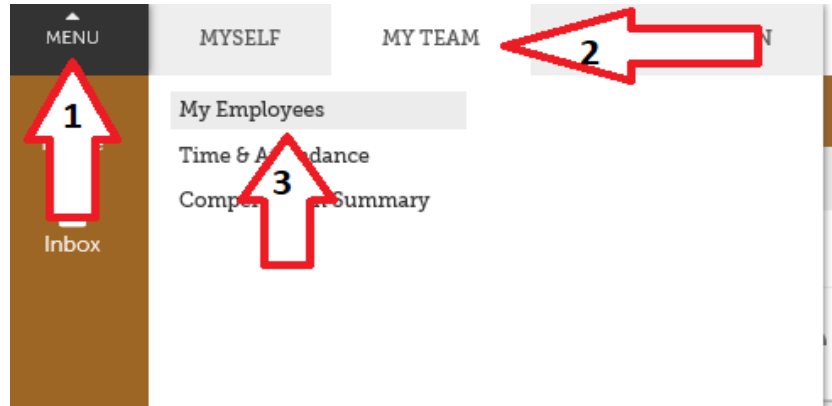 MENU
MYSELF
MY TEAM
2
N
1
My Employees
Time &
3
Summary
Inbox